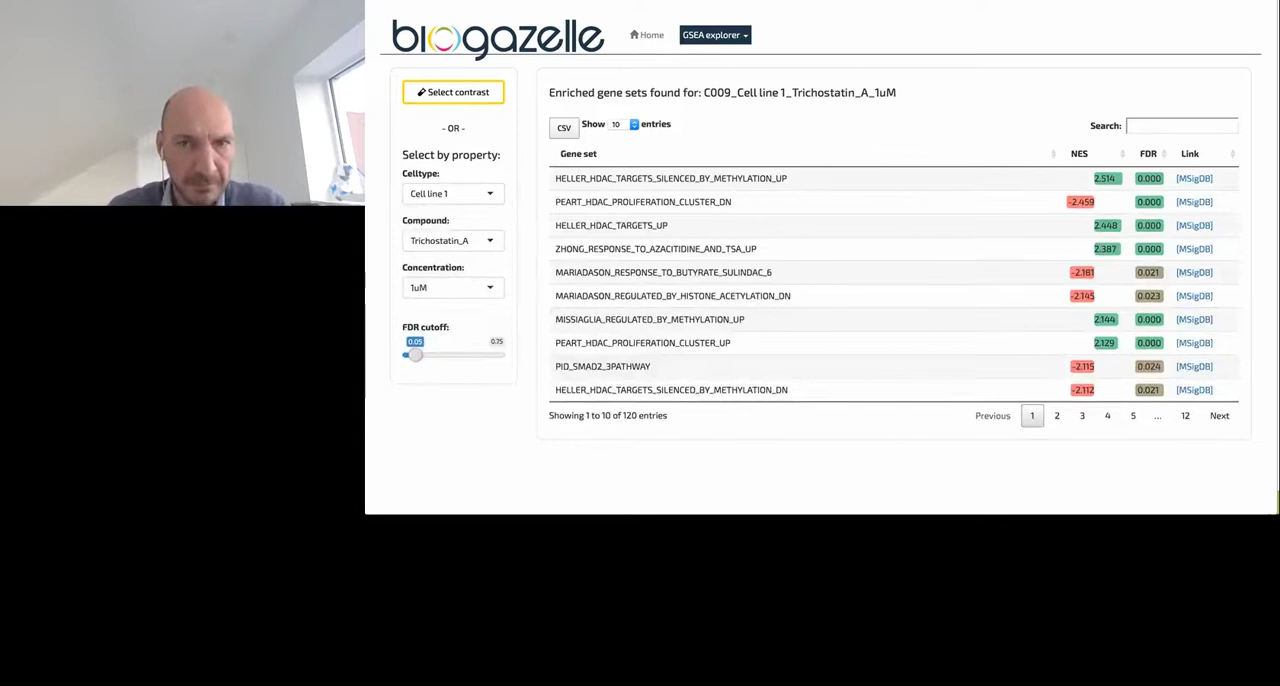 biogazelle
Home
GSEA explorer
Select contrast
- OR -
Select by property:
Celltype:
Cell line 1
Compound:
Trichostatin_A
Concentration:
1uM
FDR cutoff:
0.05 0.75
Enriched gene sets found for: C009_Cell line 1_Trichostatin_A_1uM
CSV Show 10 entries
Search:
Gene set NES FDR Link
HELLER_HDAC_TARGETS_SILENCED_BY_METHYLATION_UP 2.514 0.000 [MSigDB]
PEART_HDAC_PROLIFERATION_CLUSTER_DN -2.459 0.000 [MSigDB]
HELLER_HDAC_TARGETS_UP 2.448 0.000 [MSigDB]
ZHONG_RESPONSE_TO_AZACITIDINE_AND_TSA_UP 2.387 0.000 [MSigDB]
MARIADASON_RESPONSE_TO_BUTYRATE_SULINDAC_6 -2.181 0.021 [MSigDB]
MARIADASON_REGULATED_BY_HISTONE_ACETYLATION_DN -2.145 0.023 [MSigDB]
MISSIAGLIA_REGULATED_BY_METHYLATION_UP 2.144 0.000 [MSigDB]
PEART_HDAC_PROLIFERATION_CLUSTER_UP 2.129 0.000 [MSigDB]
PID_SMAD2_3PATHWAY -2.115 0.024 [MSigDB]
HELLER_HDAC_TARGETS_SILENCED_BY_METHYLATION_DN -2.112 0.021 [MSigDB]
Showing 1 to 10 of 120 entries
Previous 1 2 3 4 5 ... 12 Next